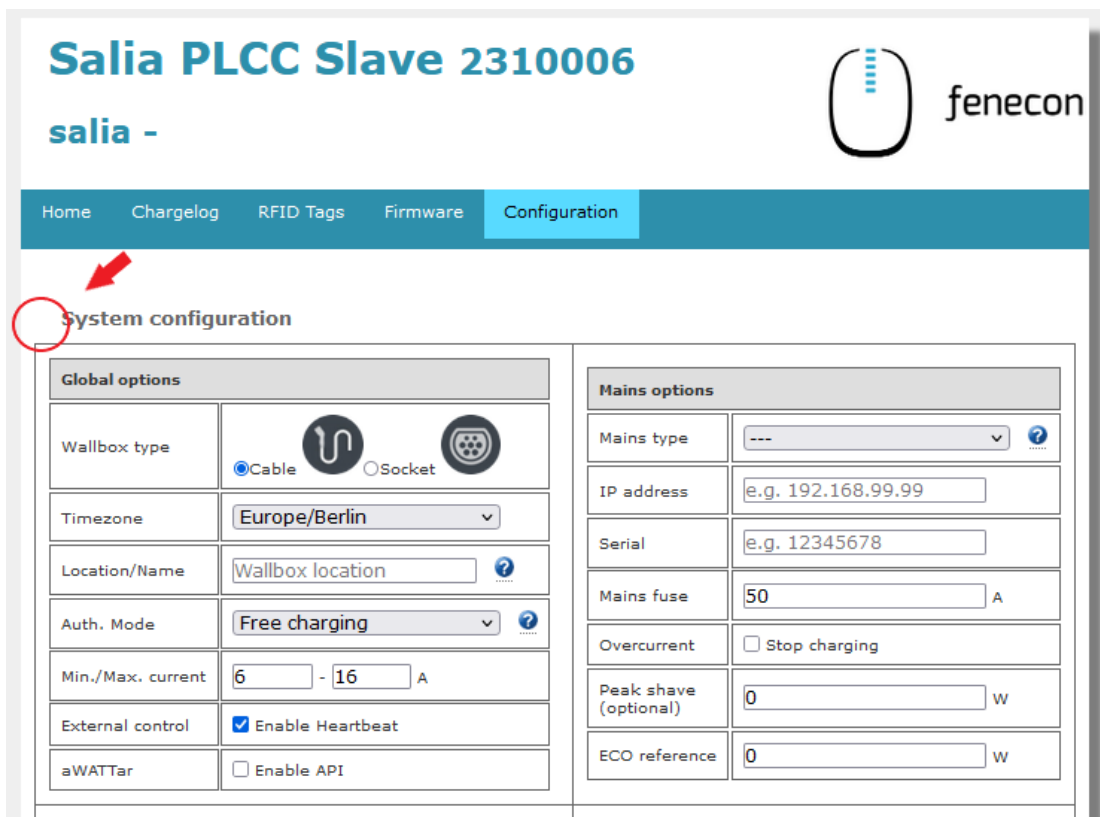 Salia PLCC Slave 2310006
salia -
fenecon
Home Chargelog RFID Tags Firmware Configuration
System configuration
Global options
Wallbox type Cable Socket
Timezone Europe/Berlin
Location/Name Wallbox location ?
Auth. Mode Free charging ?
Min./Max. current 6 - 16 A
External control Enable Heartbeat
aWATTar Enable API
Mains options
Mains type --- ?
IP address e.g. 192.168.99.99
Serial e.g. 12345678
Mains fuse 50 A
Overcurrent Stop charging
Peak shave
(optional) 0 W
ECO reference 0 W